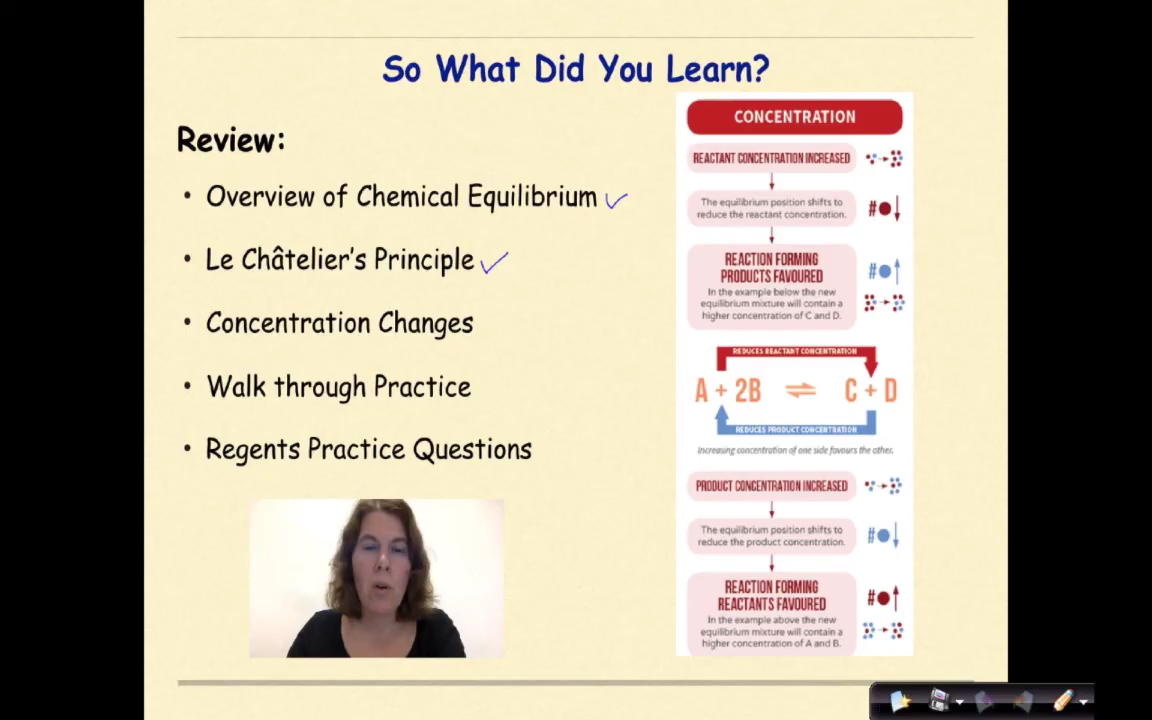 So What Did You Learn?
Review:
• Overview of Chemical Equilibrium
• Le Châtelier's Principle
• Concentration Changes
• Walk through Practice
• Regents Practice Questions
CONCENTRATION
REACTANT CONCENTRATION INCREASED
The equilibrium position shifts to
reduce the reactant concentration.
#
REACTION FORMING
PRODUCTS FAVOURED
In the example below the new
equilibrium mixture will contain a
higher concentration of C and D.
#
REDUCES REACTANT CONCENTRATION
A + 2B ⇌ C + D
REDUCES PRODUCT CONCENTRATION
Increasing concentration of one side favours the other.
PRODUCT CONCENTRATION INCREASED
The equilibrium position shifts to
reduce the product concentration.
#
REACTION FORMING
REACTANTS FAVOURED
In the example above the new
equilibrium mixture will contain a
higher concentration of A and B.
#